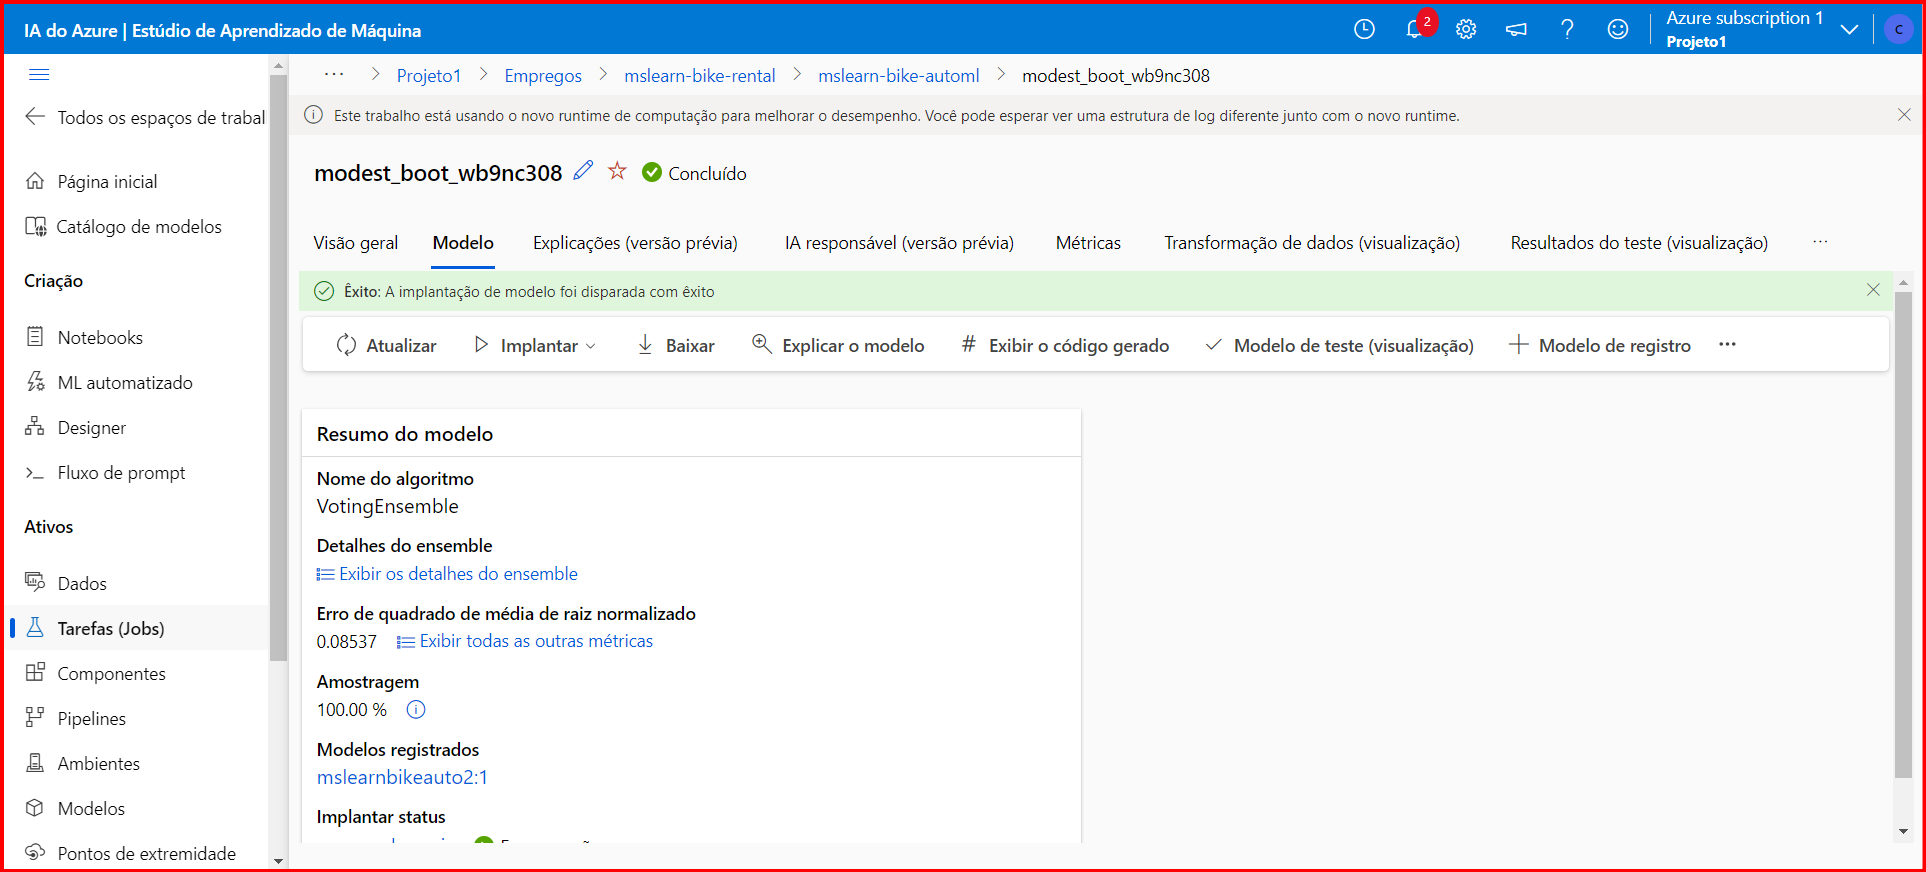 IA do Azure | Estúdio de Aprendizado de Máquina
2
Azure subscription 1
Projeto1
C
Todos os espaços de trabal
Página inicial
Catálogo de modelos
Criação
Notebooks
ML automatizado
Designer
Fluxo de prompt
Ativos
Dados
Tarefas (Jobs)
Componentes
Pipelines
Ambientes
Modelos
Pontos de extremidade
... > Projeto1 > Empregos > mslearn-bike-rental > mslearn-bike-automl > modest_boot_wb9nc308
Este trabalho está usando o novo runtime de computação para melhorar o desempenho. Você pode esperar ver uma estrutura de log diferente junto com o novo runtime.
modest_boot_wb9nc308 Concluído
Visão geral Modelo Explicações (versão prévia) IA responsável (versão prévia) Métricas Transformação de dados (visualização) Resultados do teste (visualização) ...
Êxito: A implantação de modelo foi disparada com êxito
Atualizar Implantar Baixar Explicar o modelo # Exibir o código gerado Modelo de teste (visualização) Modelo de registro ...
Resumo do modelo
Nome do algoritmo
VotingEnsemble
Detalhes do ensemble
Exibir os detalhes do ensemble
Erro de quadrado de média de raiz normalizado
0.08537 Exibir todas as outras métricas
Amostragem
100.00 %
Modelos registrados
mslearnbikeauto2:1
Implantar status